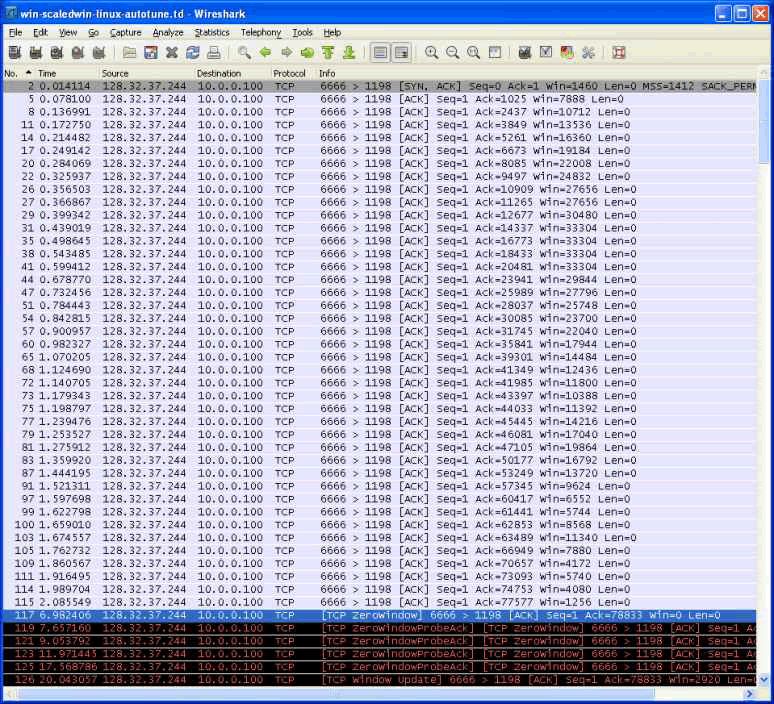 win-scaledwin-linux-autotune.td - Wireshark
File Edit View Go Capture Analyze Statistics Telephony Tools Help
No. Time Source Destination Protocol Info
2 0.014114 128.32.37.244 10.0.0.100 TCP 6666 > 1198 [SYN, ACK] Seq=0 Ack=1 Win=1460 Len=0 MSS=1412 SACK_PERM
5 0.078100 128.32.37.244 10.0.0.100 TCP 6666 > 1198 [ACK] Seq=1 Ack=1025 Win=7888 Len=0
8 0.136991 128.32.37.244 10.0.0.100 TCP 6666 > 1198 [ACK] Seq=1 Ack=2437 Win=10712 Len=0
11 0.172750 128.32.37.244 10.0.0.100 TCP 6666 > 1198 [ACK] Seq=1 Ack=3849 Win=13536 Len=0
14 0.214482 128.32.37.244 10.0.0.100 TCP 6666 > 1198 [ACK] Seq=1 Ack=5261 Win=16360 Len=0
17 0.249142 128.32.37.244 10.0.0.100 TCP 6666 > 1198 [ACK] Seq=1 Ack=6673 Win=19184 Len=0
20 0.284069 128.32.37.244 10.0.0.100 TCP 6666 > 1198 [ACK] Seq=1 Ack=8085 Win=22008 Len=0
22 0.325937 128.32.37.244 10.0.0.100 TCP 6666 > 1198 [ACK] Seq=1 Ack=9497 Win=24832 Len=0
26 0.356503 128.32.37.244 10.0.0.100 TCP 6666 > 1198 [ACK] Seq=1 Ack=10909 Win=27656 Len=0
27 0.366867 128.32.37.244 10.0.0.100 TCP 6666 > 1198 [ACK] Seq=1 Ack=11265 Win=27656 Len=0
29 0.399342 128.32.37.244 10.0.0.100 TCP 6666 > 1198 [ACK] Seq=1 Ack=12677 Win=30480 Len=0
31 0.439019 128.32.37.244 10.0.0.100 TCP 6666 > 1198 [ACK] Seq=1 Ack=14337 Win=33304 Len=0
35 0.498645 128.32.37.244 10.0.0.100 TCP 6666 > 1198 [ACK] Seq=1 Ack=16773 Win=33304 Len=0
38 0.543485 128.32.37.244 10.0.0.100 TCP 6666 > 1198 [ACK] Seq=1 Ack=18433 Win=33304 Len=0
41 0.599412 128.32.37.244 10.0.0.100 TCP 6666 > 1198 [ACK] Seq=1 Ack=20481 Win=33304 Len=0
44 0.678770 128.32.37.244 10.0.0.100 TCP 6666 > 1198 [ACK] Seq=1 Ack=23941 Win=29844 Len=0
47 0.732456 128.32.37.244 10.0.0.100 TCP 6666 > 1198 [ACK] Seq=1 Ack=25989 Win=27796 Len=0
51 0.784443 128.32.37.244 10.0.0.100 TCP 6666 > 1198 [ACK] Seq=1 Ack=28037 Win=25748 Len=0
54 0.842815 128.32.37.244 10.0.0.100 TCP 6666 > 1198 [ACK] Seq=1 Ack=30085 Win=23700 Len=0
57 0.900957 128.32.37.244 10.0.0.100 TCP 6666 > 1198 [ACK] Seq=1 Ack=31745 Win=22040 Len=0
60 0.982327 128.32.37.244 10.0.0.100 TCP 6666 > 1198 [ACK] Seq=1 Ack=35841 Win=17944 Len=0
65 1.070205 128.32.37.244 10.0.0.100 TCP 6666 > 1198 [ACK] Seq=1 Ack=39301 Win=14484 Len=0
68 1.124690 128.32.37.244 10.0.0.100 TCP 6666 > 1198 [ACK] Seq=1 Ack=41349 Win=12436 Len=0
72 1.140705 128.32.37.244 10.0.0.100 TCP 6666 > 1198 [ACK] Seq=1 Ack=41985 Win=11800 Len=0
73 1.179343 128.32.37.244 10.0.0.100 TCP 6666 > 1198 [ACK] Seq=1 Ack=43397 Win=10388 Len=0
75 1.198797 128.32.37.244 10.0.0.100 TCP 6666 > 1198 [ACK] Seq=1 Ack=44033 Win=11392 Len=0
77 1.239476 128.32.37.244 10.0.0.100 TCP 6666 > 1198 [ACK] Seq=1 Ack=45445 Win=14216 Len=0
79 1.253527 128.32.37.244 10.0.0.100 TCP 6666 > 1198 [ACK] Seq=1 Ack=46081 Win=17040 Len=0
81 1.275912 128.32.37.244 10.0.0.100 TCP 6666 > 1198 [ACK] Seq=1 Ack=47105 Win=19864 Len=0
83 1.359920 128.32.37.244 10.0.0.100 TCP 6666 > 1198 [ACK] Seq=1 Ack=50177 Win=16792 Len=0
87 1.444195 128.32.37.244 10.0.0.100 TCP 6666 > 1198 [ACK] Seq=1 Ack=53249 Win=13720 Len=0
91 1.521311 128.32.37.244 10.0.0.100 TCP 6666 > 1198 [ACK] Seq=1 Ack=57345 Win=9624 Len=0
97 1.597698 128.32.37.244 10.0.0.100 TCP 6666 > 1198 [ACK] Seq=1 Ack=60417 Win=6552 Len=0
99 1.622798 128.32.37.244 10.0.0.100 TCP 6666 > 1198 [ACK] Seq=1 Ack=61441 Win=5744 Len=0
100 1.659010 128.32.37.244 10.0.0.100 TCP 6666 > 1198 [ACK] Seq=1 Ack=62853 Win=8568 Len=0
103 1.674557 128.32.37.244 10.0.0.100 TCP 6666 > 1198 [ACK] Seq=1 Ack=63489 Win=11340 Len=0
105 1.762732 128.32.37.244 10.0.0.100 TCP 6666 > 1198 [ACK] Seq=1 Ack=66949 Win=7880 Len=0
109 1.860567 128.32.37.244 10.0.0.100 TCP 6666 > 1198 [ACK] Seq=1 Ack=70657 Win=4172 Len=0
111 1.916495 128.32.37.244 10.0.0.100 TCP 6666 > 1198 [ACK] Seq=1 Ack=73093 Win=5740 Len=0
114 1.989704 128.32.37.244 10.0.0.100 TCP 6666 > 1198 [ACK] Seq=1 Ack=74753 Win=4080 Len=0
115 2.085549 128.32.37.244 10.0.0.100 TCP 6666 > 1198 [ACK] Seq=1 Ack=77577 Win=1256 Len=0
117 6.982406 128.32.37.244 10.0.0.100 TCP [TCP ZeroWindow] 6666 > 1198 [ACK] Seq=1 Ack=78833 Win=0 Len=0
119 7.657160 128.32.37.244 10.0.0.100 TCP [TCP ZeroWindowProbeAck] [TCP ZeroWindow] 6666 > 1198 [ACK] Seq=1 Ac
121 9.053792 128.32.37.244 10.0.0.100 TCP [TCP ZeroWindowProbeAck] [TCP ZeroWindow] 6666 > 1198 [ACK] Seq=1 Ac
123 11.971445 128.32.37.244 10.0.0.100 TCP [TCP ZeroWindowProbeAck] [TCP ZeroWindow] 6666 > 1198 [ACK] Seq=1 A
125 17.568786 128.32.37.244 10.0.0.100 TCP [TCP ZeroWindowProbeAck] [TCP ZeroWindow] 6666 > 1198 [ACK] Seq=1 A
126 20.043057 128.32.37.244 10.0.0.100 TCP [TCP Window Update] 6666 > 1198 [ACK] Seq=1 Ack=78833 Win=2920 Len=0